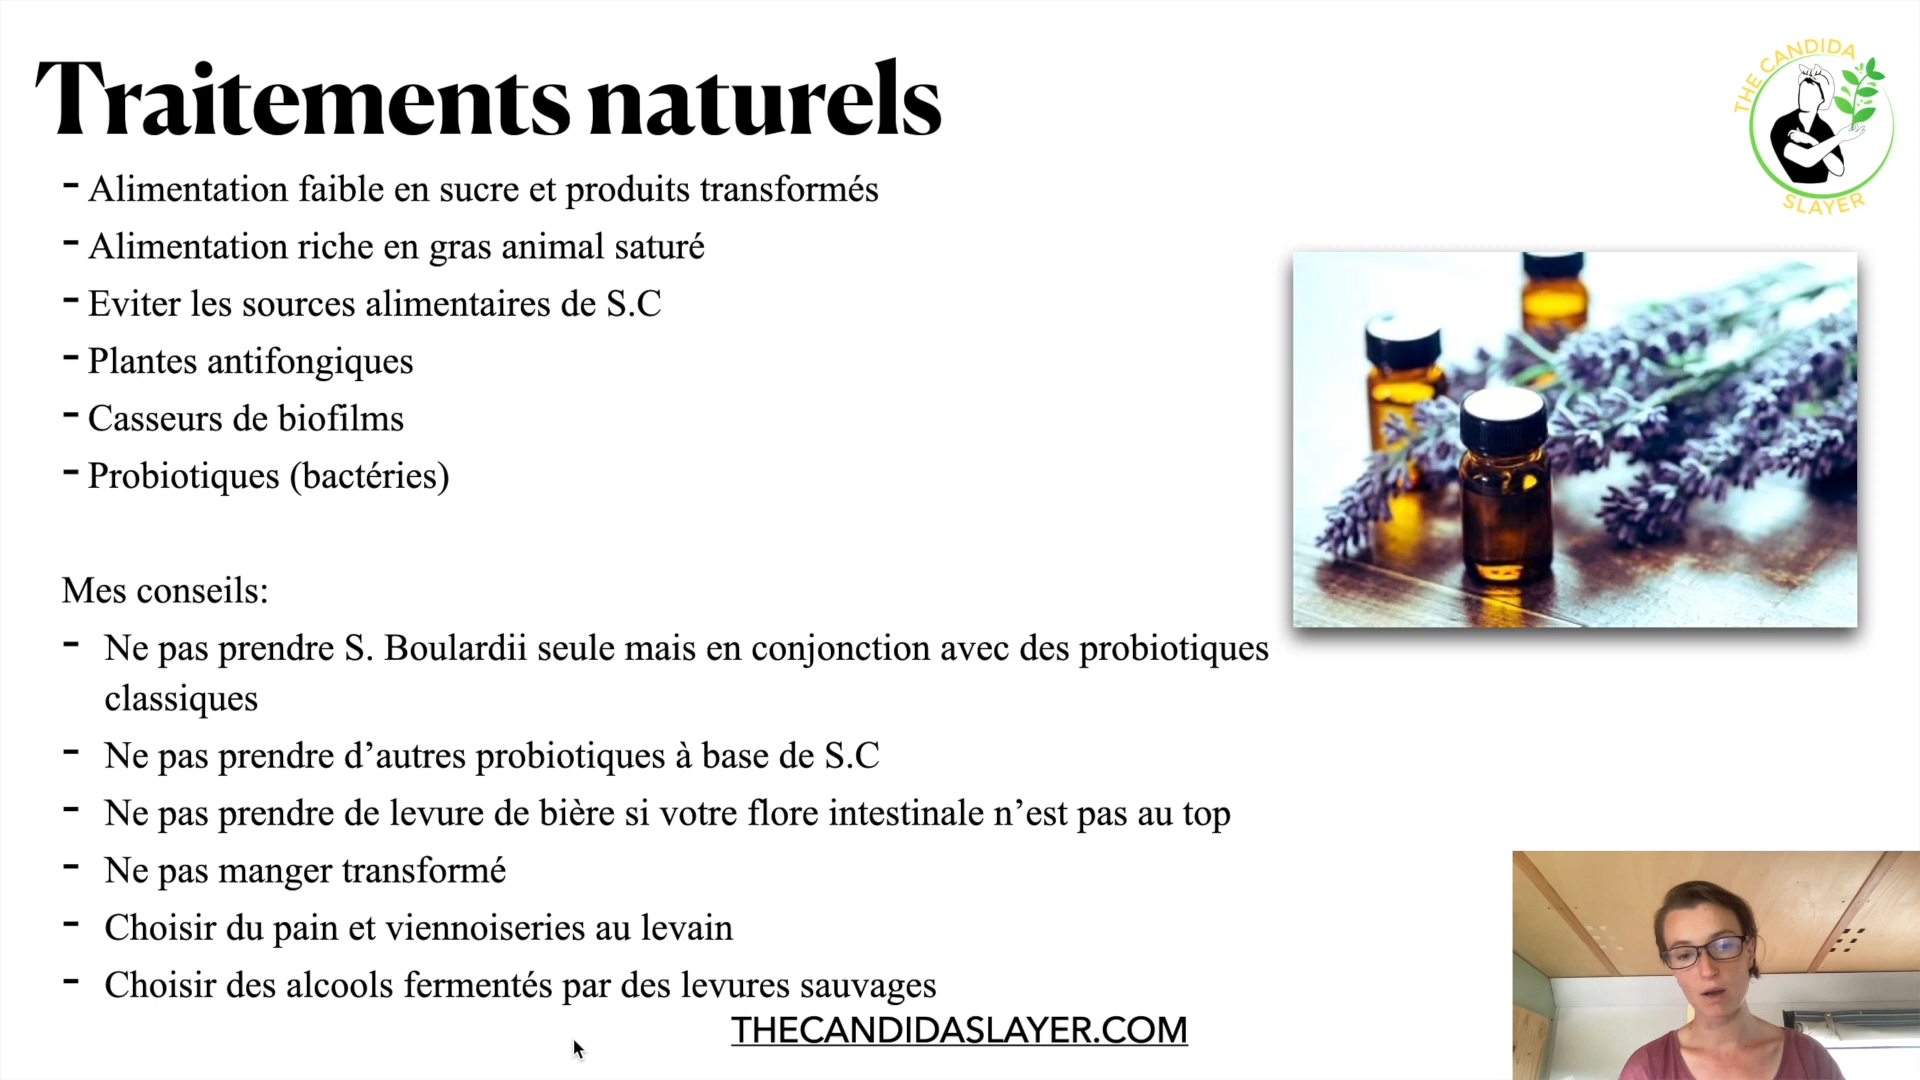 Traitements naturels
THE CANDIDA
SLAYER
- Alimentation faible en sucre et produits transformés
- Alimentation riche en gras animal saturé
- Eviter les sources alimentaires de S.C
- Plantes antifongiques
- Casseurs de biofilms
- Probiotiques (bactéries)
Mes conseils:
- Ne pas prendre S. Boulardii seule mais en conjonction avec des probiotiques
classiques
- Ne pas prendre d’autres probiotiques à base de S.C
- Ne pas prendre de levure de bière si votre flore intestinale n’est pas au top
- Ne pas manger transformé
- Choisir du pain et viennoiseries au levain
- Choisir des alcools fermentés par des levures sauvages
THECANDIDASLAYER.COM